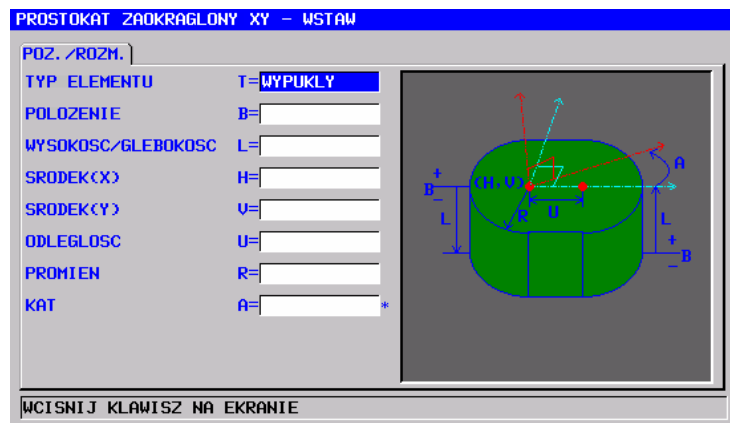 PROSTOKAT ZAOKRAGLONY XY - WSTAW
POZ./ROZM.
TYP ELEMENTU T=WYPUKLY
POLOZENIE B=
WYSOKOSC/GLEBOKOSC L=
SRODEK(X) H=
SRODEK(Y) V=
ODLEGLOSC U=
PROMIEN R=
KAT A= *
A
+
B (H,V)
-
L R U L
+
B
-
WCISNIJ KLAWISZ NA EKRANIE